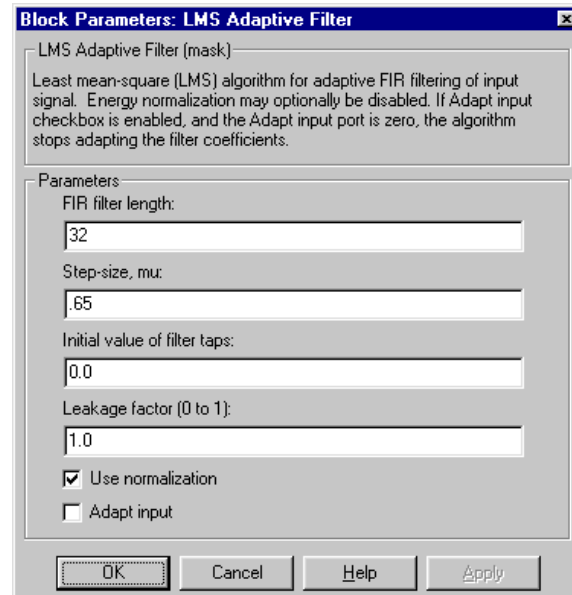 Block Parameters: LMS Adaptive Filter
LMS Adaptive Filter (mask)
Least mean-square (LMS) algorithm for adaptive FIR filtering of input
signal.  Energy normalization may optionally be disabled. If Adapt input
checkbox is enabled, and the Adapt input port is zero, the algorithm
stops adapting the filter coefficients.
Parameters
FIR filter length:
32
Step-size, mu:
.65
Initial value of filter taps:
0.0
Leakage factor (0 to 1):
1.0
Use normalization
Adapt input
OK Cancel Help Apply